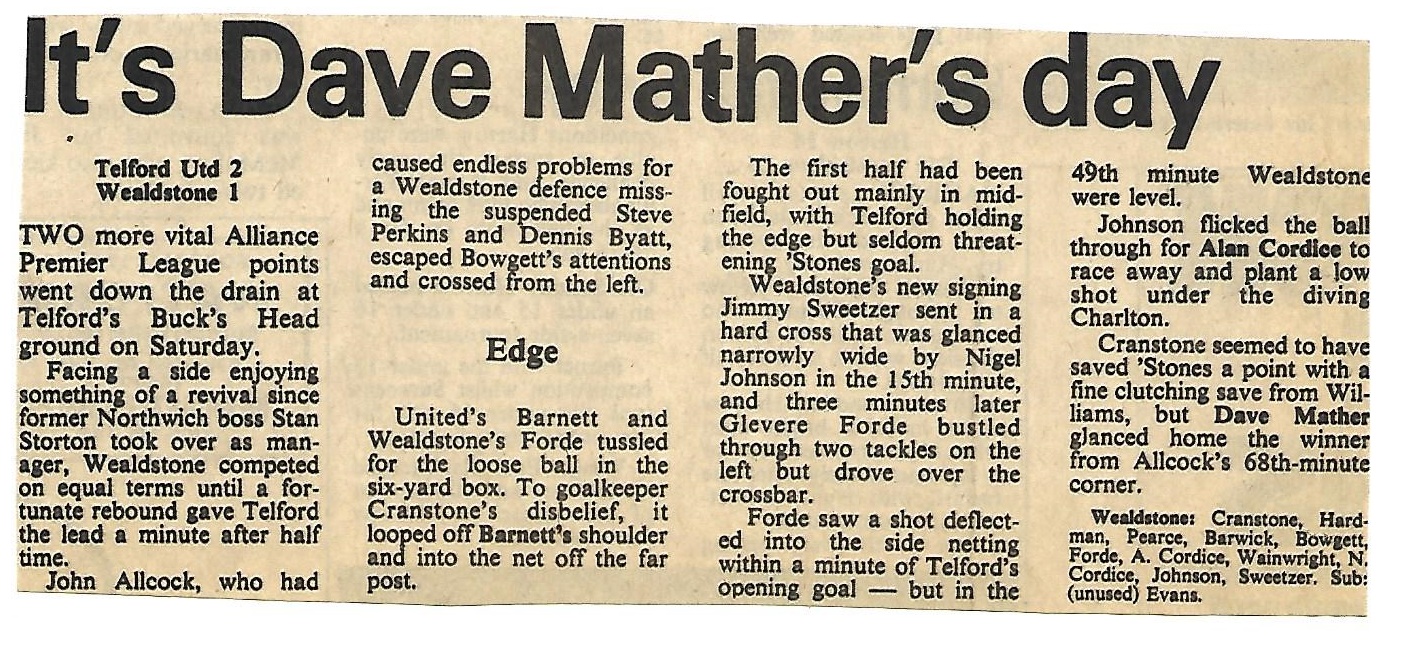 It's Dave Mather's day
Telford Utd 2
Wealdstone 1
TWO more vital Alliance
Premier League points
went down the drain at
Telford's Buck's Head
ground on Saturday.
Facing a side enjoying
something of a revival since
former Northwich boss Stan
Storton took over as man-
ager, Wealdstone competed
on equal terms until a for-
tunate rebound gave Telford
the lead a minute after half
time.
John Allcock, who had
caused endless problems for
a Wealdstone defence miss-
ing the suspended Steve
Perkins and Dennis Byatt,
escaped Bowgett's attentions
and crossed from the left.
Edge
United's Barnett and
Wealdstone's Forde tussled
for the loose ball in the
six-yard box. To goalkeeper
Cranstone's disbelief, it
looped off Barnett's shoulder
and into the net off the far
post.
The first half had been
fought out mainly in mid-
field, with Telford holding
the edge but seldom threat-
ening 'Stones goal.
Wealdstone's new signing
Jimmy Sweetzer sent in a
hard cross that was glanced
narrowly wide by Nigel
Johnson in the 15th minute,
and three minutes later
Glevere Forde bustled
through two tackles on the
left but drove over the
crossbar.
Forde saw a shot deflect-
ed into the side netting
within a minute of Telford's
opening goal — but in the
49th minute Wealdstone
were level.
Johnson flicked the ball
through for Alan Cordice to
race away and plant a low
shot under the diving
Charlton.
Cranstone seemed to have
saved 'Stones a point with a
fine clutching save from Wil-
liams, but Dave Mather
glanced home the winner
from Allcock's 68th-minute
corner.
Wealdstone: Cranstone, Hard-
man, Pearce, Barwick, Bowgett,
Forde, A. Cordice, Wainwright, N.
Cordice, Johnson, Sweetzer. Sub:
(unused) Evans.